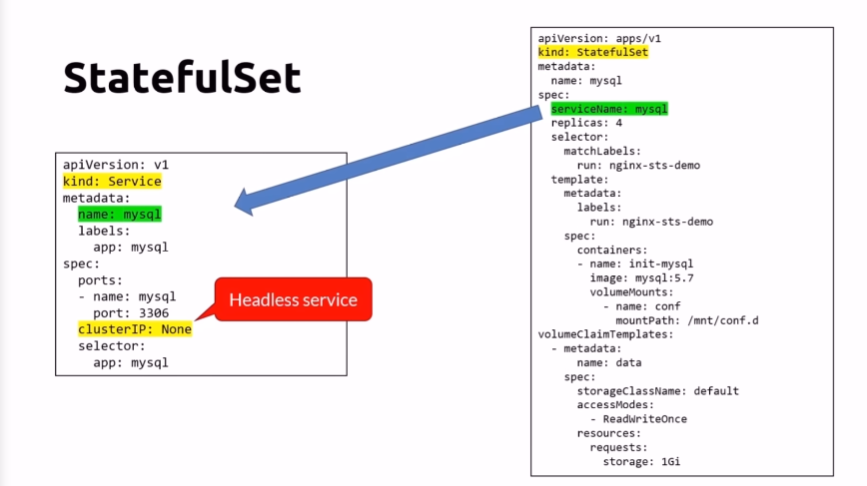 StatefulSet
apiVersion: v1
kind: Service
metadata:
  name: mysql
  labels:
    app: mysql
spec:
  ports:
  - name: mysql
    port: 3306
  clusterIP: None
  selector:
    app: mysql
Headless service
apiVersion: apps/v1
kind: StatefulSet
metadata:
  name: mysql
spec:
  serviceName: mysql
  replicas: 4
  selector:
    matchLabels:
      run: nginx-sts-demo
  template:
    metadata:
      labels:
        run: nginx-sts-demo
    spec:
      containers:
      - name: init-mysql
        image: mysql:5.7
        volumeMounts:
          - name: conf
            mountPath: /mnt/conf.d
volumeClaimTemplates:
  - metadata:
      name: data
    spec:
      storageClassName: default
      accessModes:
        - ReadWriteOnce
      resources:
        requests:
          storage: 1Gi